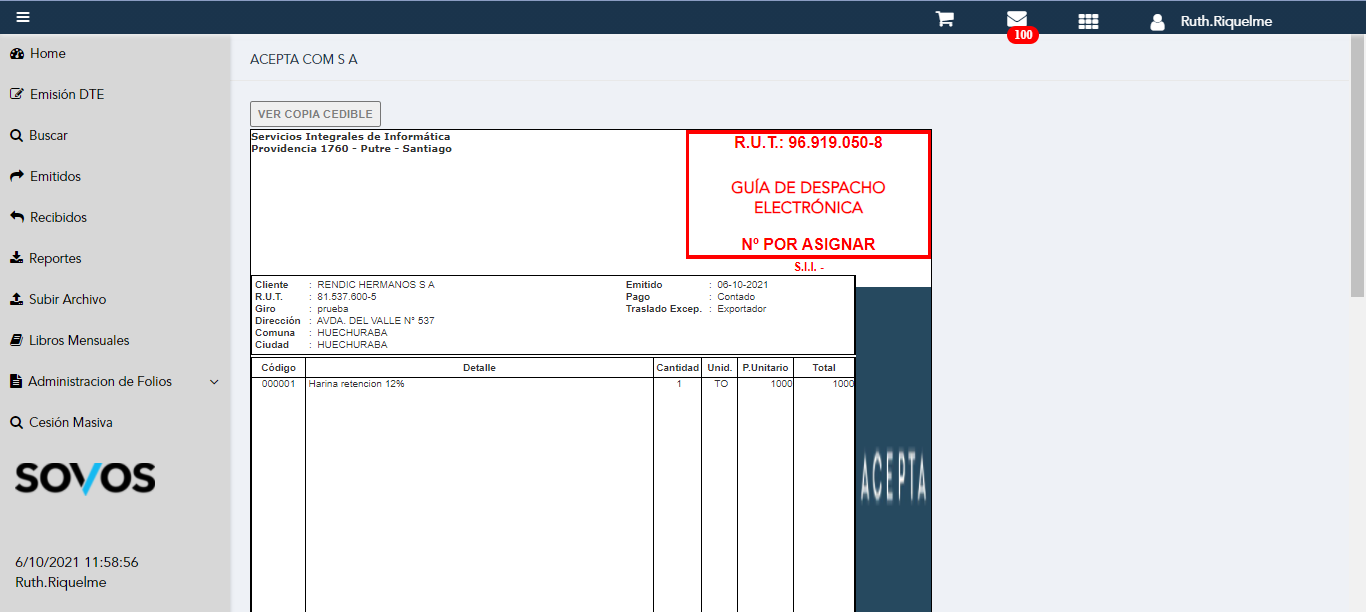 Ruth.Riquelme
100
Home
Emisión DTE
Buscar
Emitidos
Recibidos
Reportes
Subir Archivo
Libros Mensuales
Administracion de Folios
Cesión Masiva
SOVOS
6/10/2021 11:58:56
Ruth.Riquelme
ACEPTA COM S A
VER COPIA CEDIBLE
Servicios Integrales de Informática
Providencia 1760 - Putre - Santiago
R.U.T.: 96.919.050-8
GUÍA DE DESPACHO
ELECTRÓNICA
Nº POR ASIGNAR
S.I.I. -
Cliente : RENDIC HERMANOS S A Emitido : 06-10-2021
R.U.T. : 81.537.600-5 Pago : Contado
Giro : prueba Traslado Excep. : Exportador
Dirección : AVDA. DEL VALLE N° 537
Comuna : HUECHURABA
Ciudad : HUECHURABA
Código Detalle Cantidad Unid. P.Unitario Total
000001 Harina retencion 12% 1 TO 1000 1000
ACEPTA